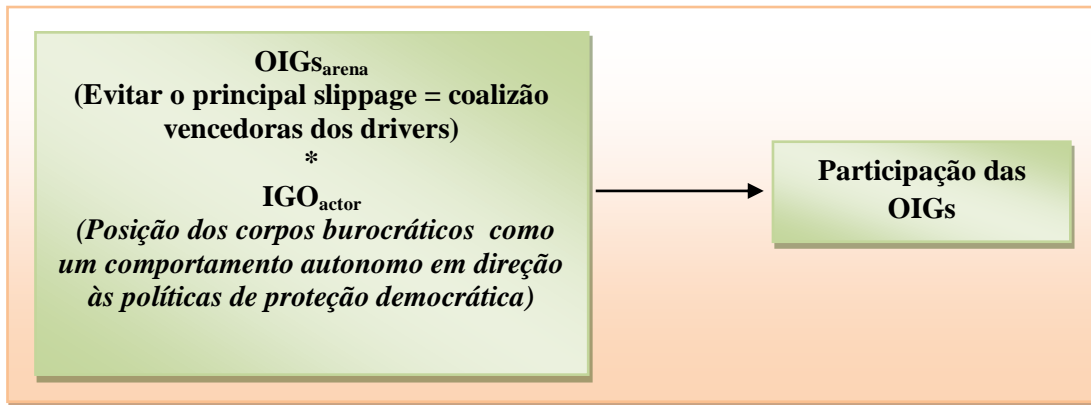 OIGsarena
(Evitar o principal slippage = coalizão
vencedoras dos drivers)
*
IGOactor
(Posição dos corpos burocráticos como
um comportamento autonomo em direção
às políticas de proteção democrática)
Participação das
OIGs